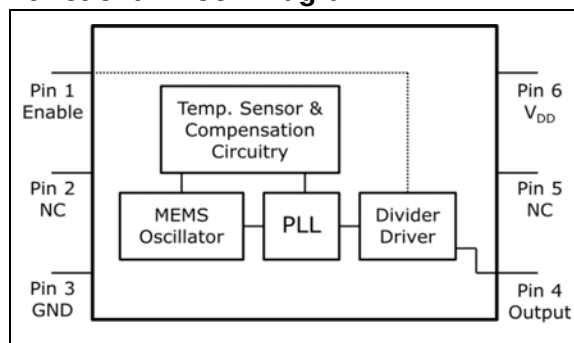 Pin 1
Enable
Temp. Sensor &
Compensation
Circuitry
Pin 6
VDD
Pin 2
NC
MEMS
Oscillator
PLL
Divider
Driver
Pin 5
NC
Pin 3
GND
Pin 4
Output